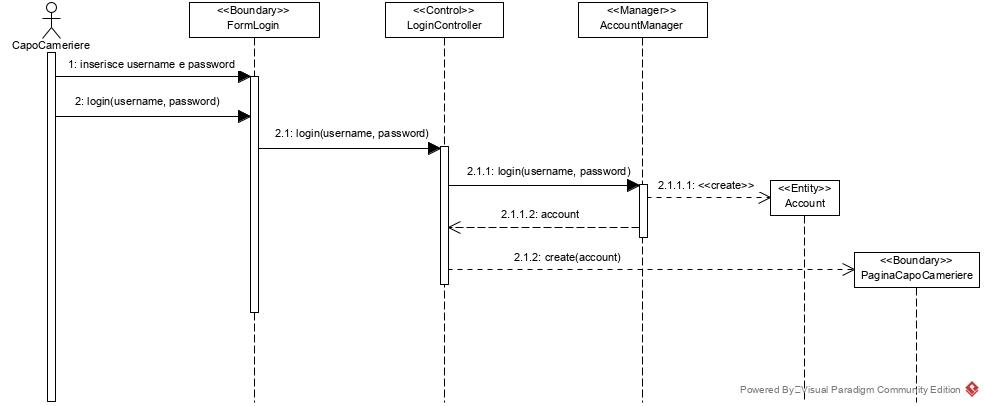 <<Boundary>>
FormLogin
<<Control>>
LoginController
<<Manager>>
AccountManager
CapoCameriere
1: inserisce username e password
2: login(username, password)
2.1: login(username, password)
2.1.1: login(username, password)
2.1.1.1: <<create>>
<<Entity>>
Account
2.1.1.2: account
2.1.2: create(account)
<<Boundary>>
PaginaCapoCameriere
Powered By Visual Paradigm Community Edition